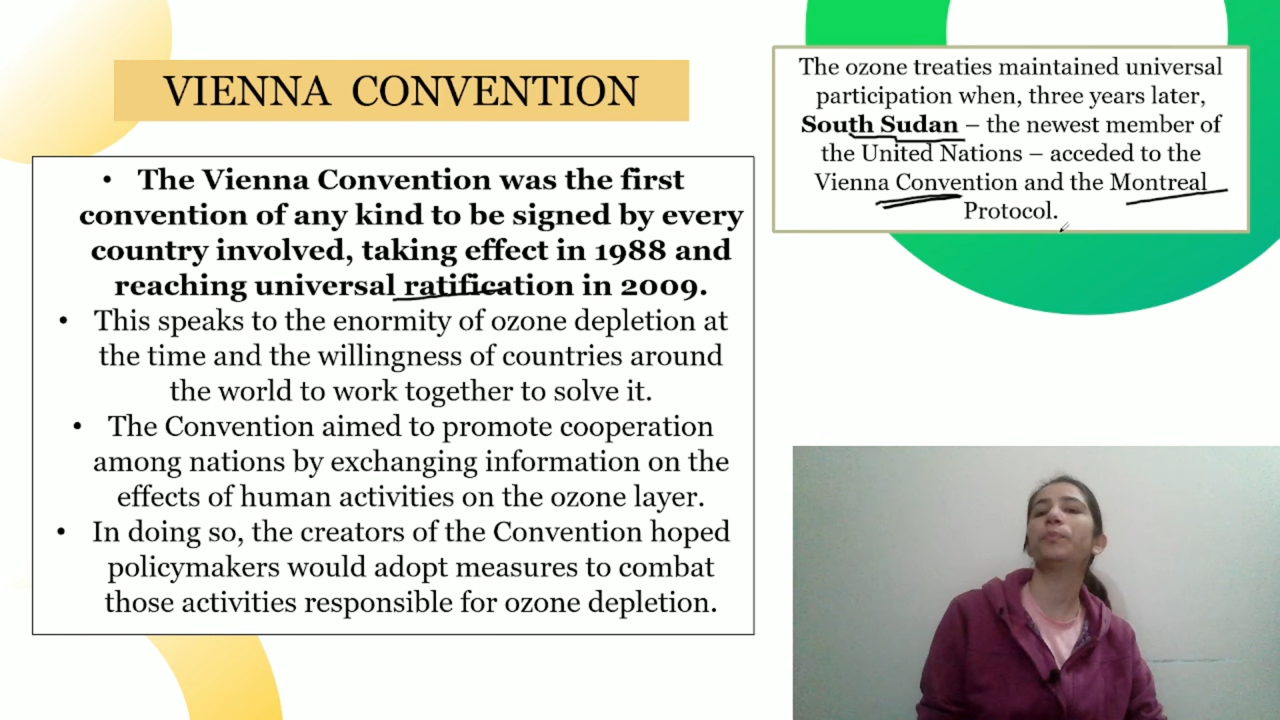 VIENNA CONVENTION
• The Vienna Convention was the first
convention of any kind to be signed by every
country involved, taking effect in 1988 and
reaching universal ratification in 2009.
• This speaks to the enormity of ozone depletion at
the time and the willingness of countries around
the world to work together to solve it.
• The Convention aimed to promote cooperation
among nations by exchanging information on the
effects of human activities on the ozone layer.
• In doing so, the creators of the Convention hoped
policymakers would adopt measures to combat
those activities responsible for ozone depletion.
The ozone treaties maintained universal
participation when, three years later,
South Sudan – the newest member of
the United Nations – acceded to the
Vienna Convention and the Montreal
Protocol.